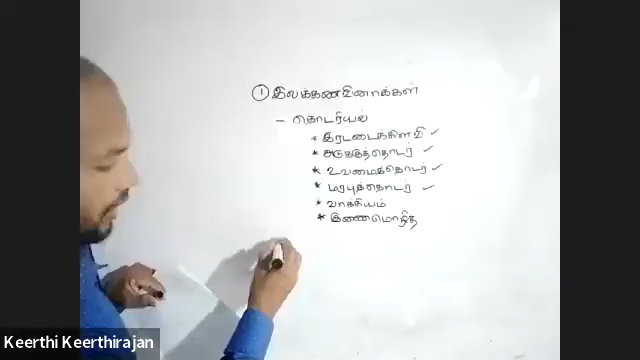 ① இலக்கணவினாக்கள்
- தொடரியல்
* இரட்டைக்கிளவி ✓
* அடுக்குத்தொடர் ✓
* உவமைத்தொடர் ✓
* மரபுத்தொடர் ✓
* வாக்கியம்
* இணைமொழித
Keerthi Keerthirajan